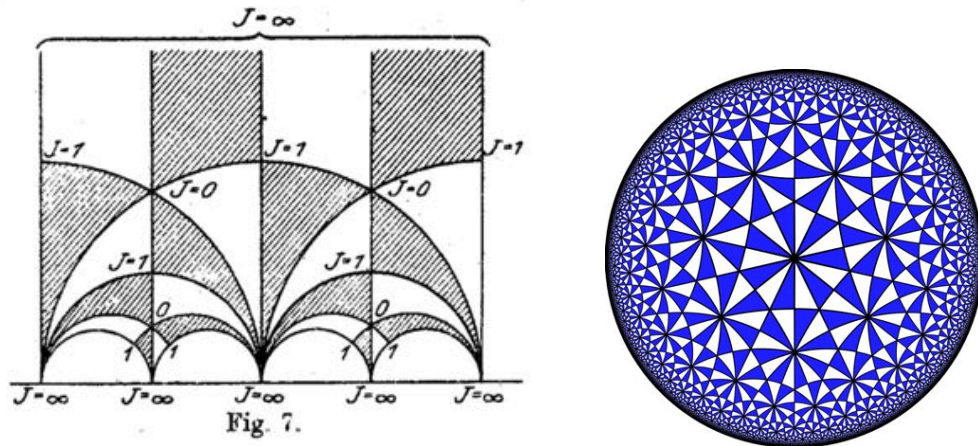 J=∞
J=1 J=1 J=1
J=0 J=0
J=1 J=1
0 0
1 1 1 1
J=∞ J=∞ J=∞ J=∞ J=∞
Fig. 7.